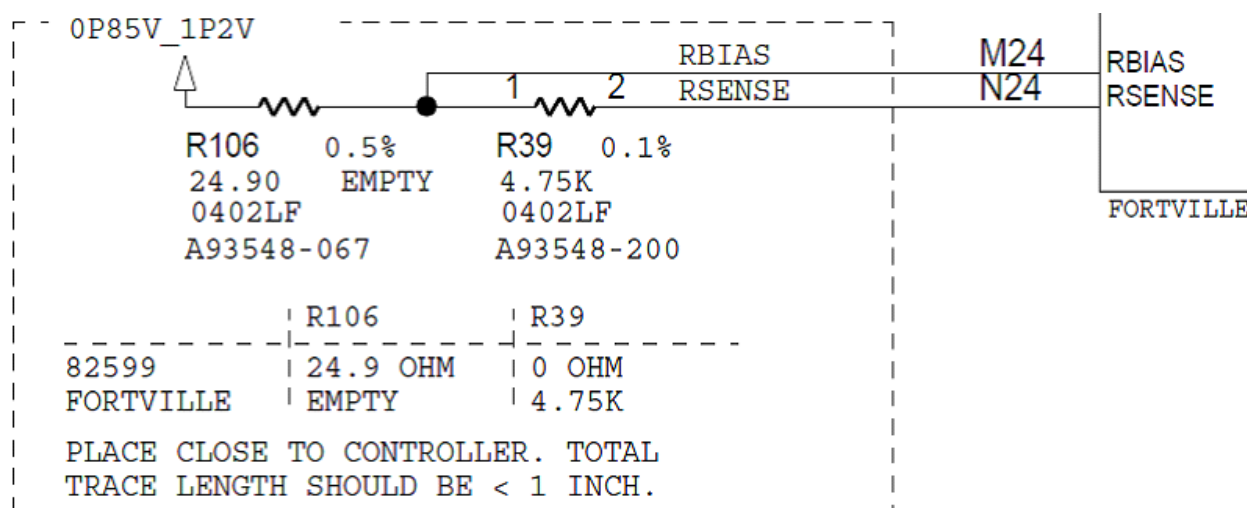 0P85V_1P2V
RBIAS M24 RBIAS
1 2 RSENSE N24 RSENSE
R106 0.5% R39 0.1%
24.90 EMPTY 4.75K
0402LF 0402LF
FORTVILLE
A93548-067 A93548-200
R106 R39
82599 24.9 OHM 0 OHM
FORTVILLE EMPTY 4.75K
PLACE CLOSE TO CONTROLLER. TOTAL
TRACE LENGTH SHOULD BE < 1 INCH.